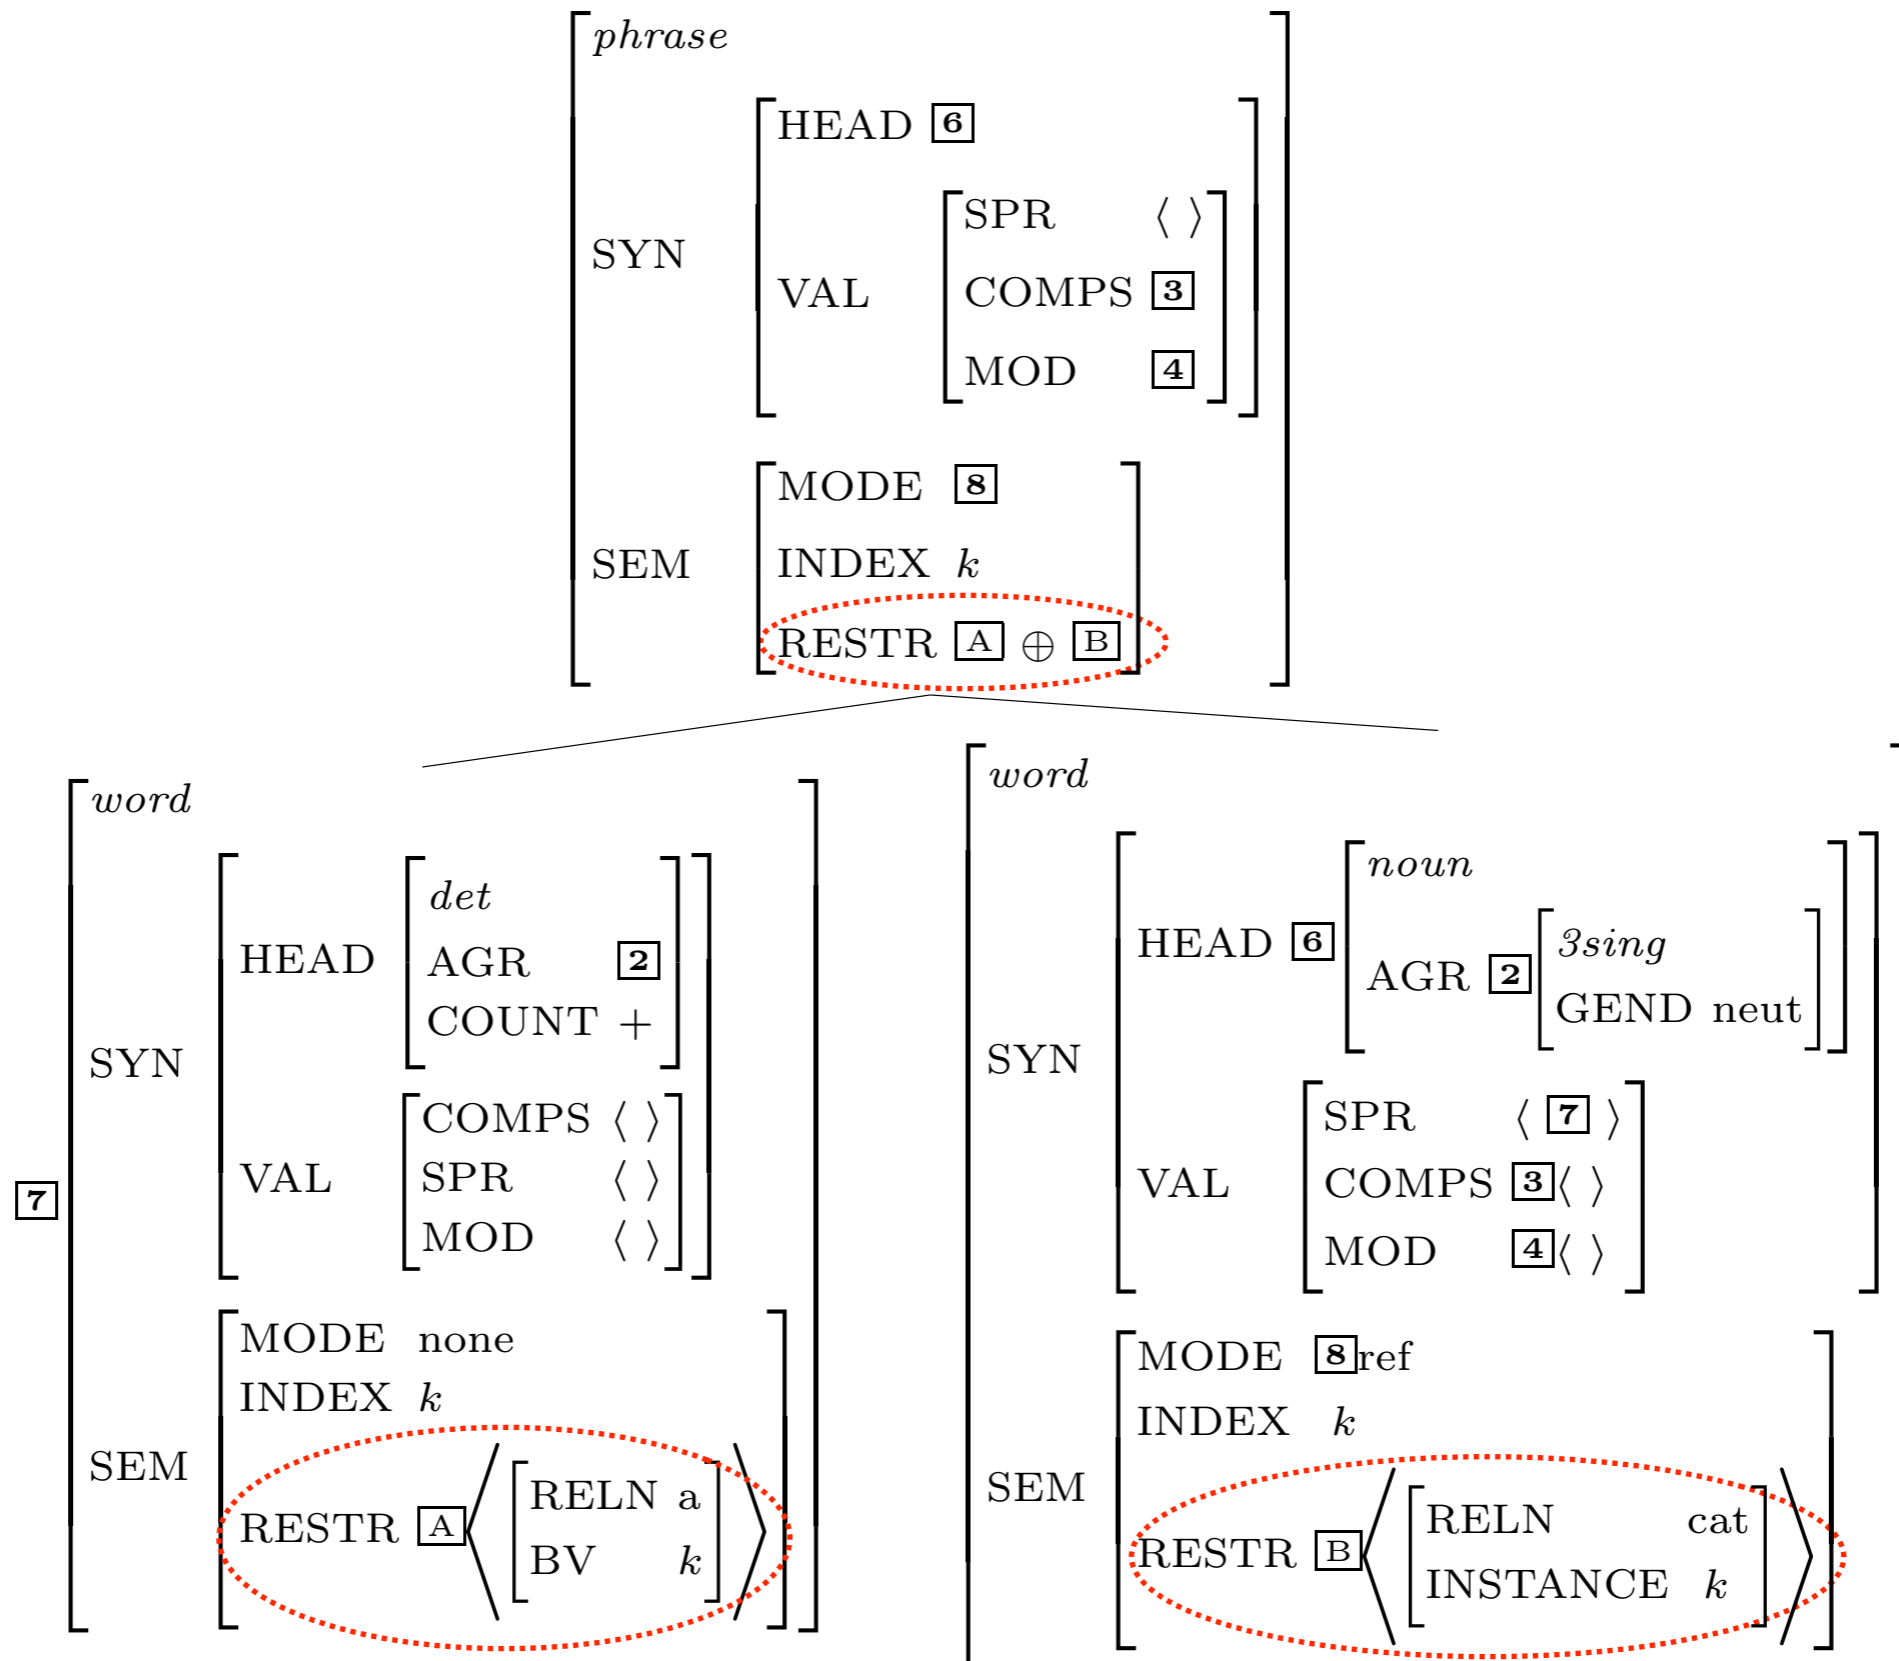 phrase
HEAD 6
SPR ⟨ ⟩
SYN
VAL COMPS 3
MOD 4
MODE 8
SEM INDEX k
RESTR A ⊕ B
word
det
HEAD AGR 2
COUNT +
SYN
COMPS ⟨ ⟩
VAL SPR ⟨ ⟩
MOD ⟨ ⟩
7
MODE none
INDEX k
SEM
RELN a
RESTR A ⟨ ⟩
BV k
word
noun
HEAD 6
3sing
AGR 2
GEND neut
SYN
SPR ⟨ 7 ⟩
VAL COMPS 3 ⟨ ⟩
MOD 4 ⟨ ⟩
MODE 8 ref
INDEX k
SEM
RELN cat
RESTR B ⟨ ⟩
INSTANCE k